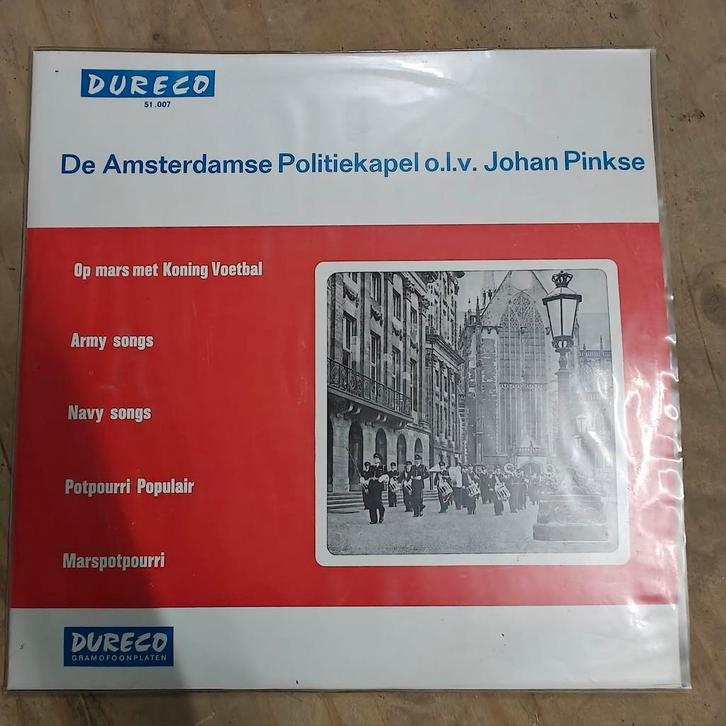 DURECO
51.007
De Amsterdamse Politiekapel o.l.v. Johan Pinkse
Op mars met Koning Voetbal
Army songs
Navy songs
Potpourri Populair
Marspotpourri
DURECO
GRAMOFOONPLATEN